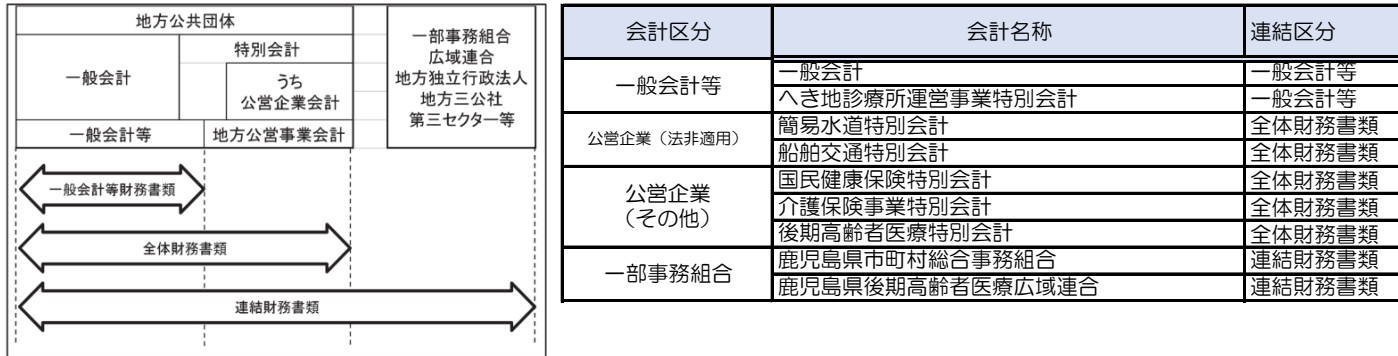 地方公共団体
一般会計
特別会計
うち
公営企業会計
一般会計等
地方公営事業会計
一部事務組合
広域連合
地方独立行政法人
地方三公社
第三セクター等
一般会計等財務書類
全体財務書類
連結財務書類
会計区分 会計名称 連結区分
一般会計等
一般会計 一般会計等
へき地診療所運営事業特別会計 一般会計等
公営企業（法非適用）
簡易水道特別会計 全体財務書類
船舶交通特別会計 全体財務書類
公営企業
（その他）
国民健康保険特別会計 全体財務書類
介護保険事業特別会計 全体財務書類
後期高齢者医療特別会計 全体財務書類
一部事務組合
鹿児島県市町村総合事務組合 連結財務書類
鹿児島県後期高齢者医療広域連合 連結財務書類